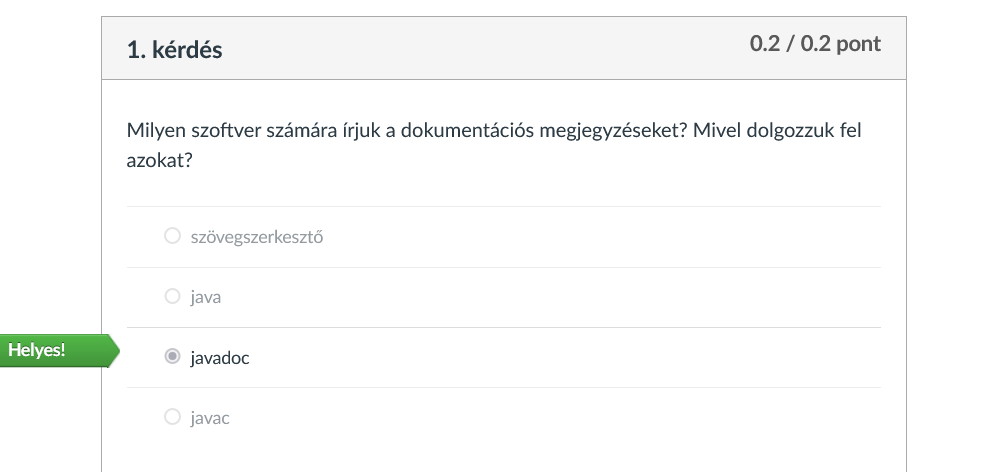 1. kérdés
0.2 / 0.2 pont
Milyen szoftver számára írjuk a dokumentációs megjegyzéseket? Mivel dolgozzuk fel
azokat?
szövegszerkesztő
java
Helyes!
javadoc
javac